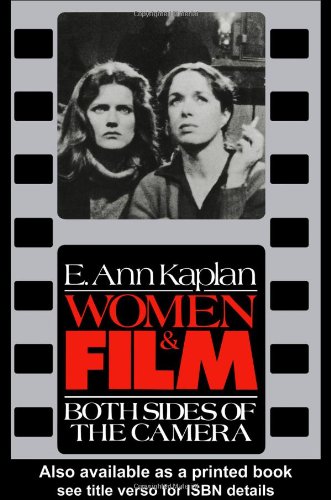 E. Ann Kaplan
WOMEN
&
FILM
BOTH SIDES OF
THE CAMERA
Also available as a printed book
see title verso for ISBN details